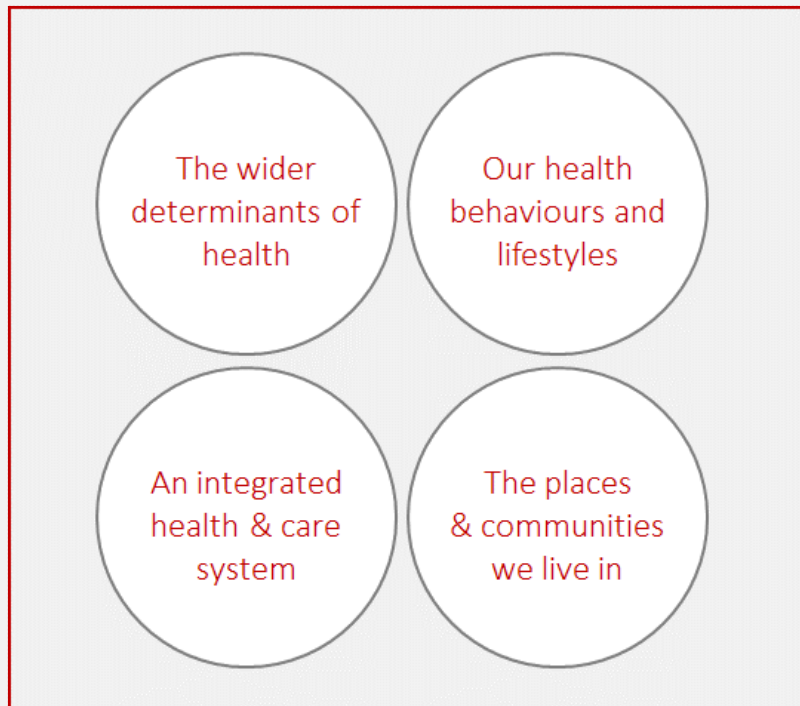 The wider
determinants of
health
Our health
behaviours and
lifestyles
An integrated
health & care
system
The places
& communities
we live in